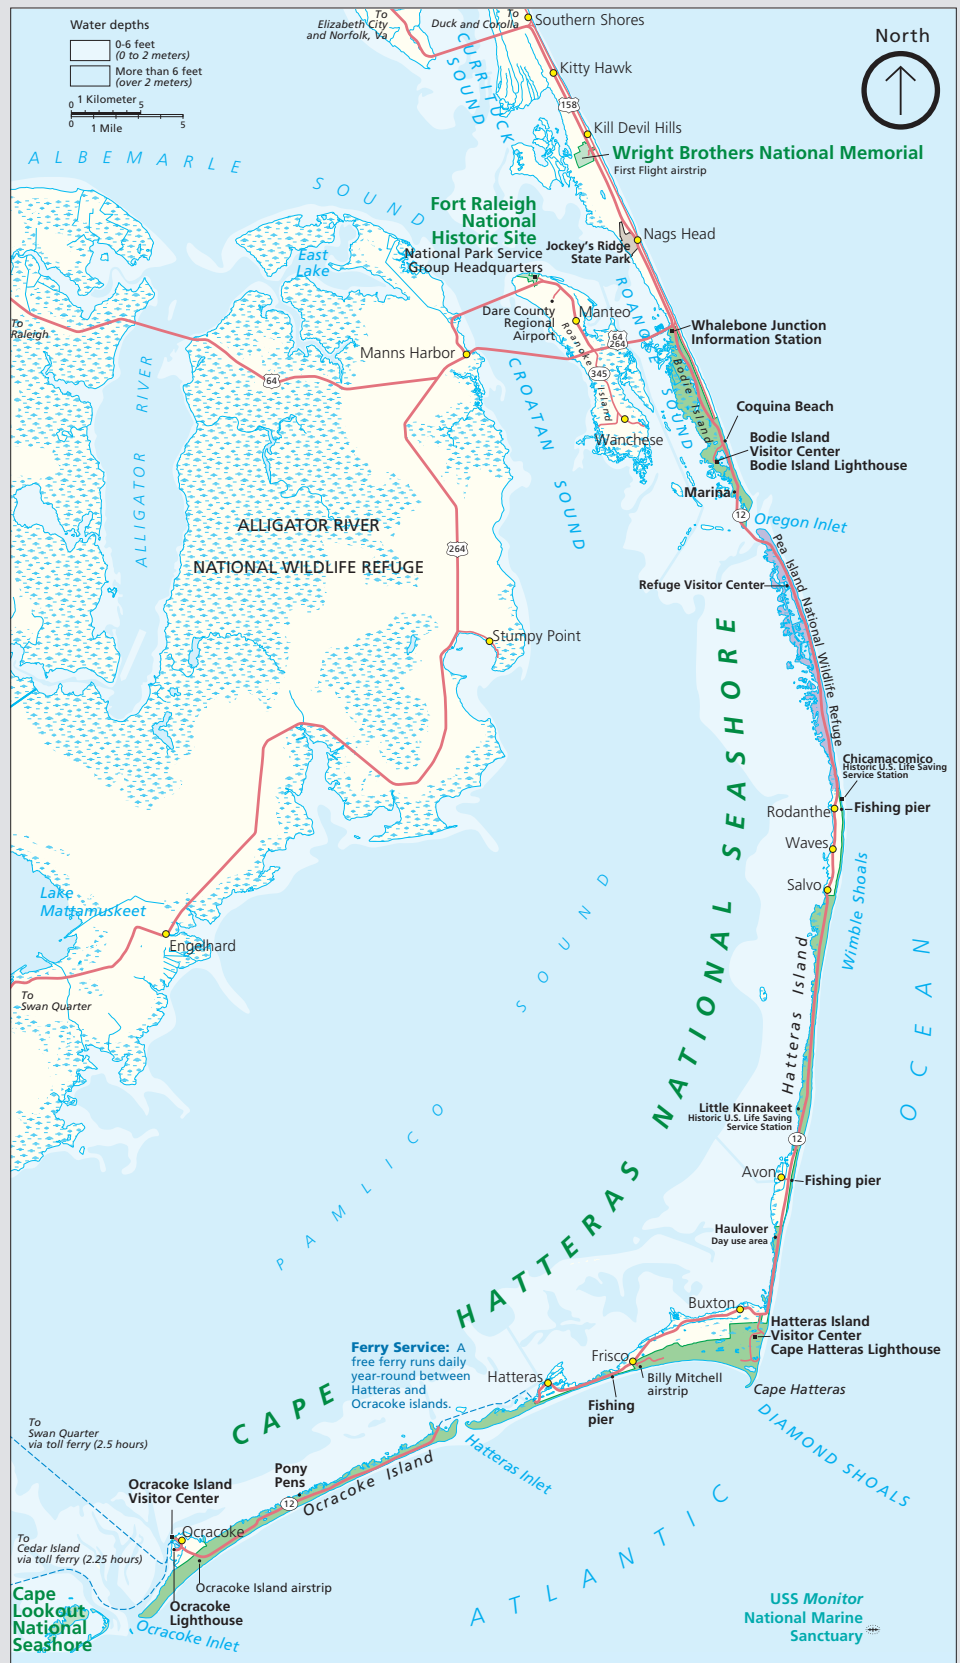 Water depths
0-6 feet
(0 to 2 meters)
More than 6 feet
(over 2 meters)
0 1 Kilometer 5
0 1 Mile 5
To
Elizabeth City
and Norfolk, Va
To
Duck and Corolla
Southern Shores
North
CURRITUCK
SOUND
Kitty Hawk
158
Kill Devil Hills
Wright Brothers National Memorial
First Flight airstrip
ALBEMARLE
SOUND
Fort Raleigh
National
Historic Site
National Park Service
Group Headquarters
Jockey's Ridge
State Park
Nags Head
East
Lake
ROANOKE
SOUND
Dare County
Regional
Airport
Manteo
Roanoke
Island
To
Raleigh
Manns Harbor
64
64
264
345
Whalebone Junction
Information Station
Bodie Island
CROATAN
SOUND
ALLIGATOR RIVER
Wanchese
Coquina Beach
Bodie Island
Visitor Center
Bodie Island Lighthouse
Marina
12
Oregon Inlet
ALLIGATOR RIVER
NATIONAL WILDLIFE REFUGE
264
Pea Island National Wildlife Refuge
Refuge Visitor Center
Stumpy Point
Chicamacomico
Historic U.S. Life Saving
Service Station
Rodanthe
Fishing pier
Waves
Salvo
Wimble Shoals
Lake
Mattamuskeet
Engelhard
To
Swan Quarter
PAMLICO
SOUND
Hatteras Island
Little Kinnakeet
Historic U.S. Life Saving
Service Station
12
Avon
Fishing pier
Haulover
Day use area
Buxton
Hatteras Island
Visitor Center
Cape Hatteras Lighthouse
Frisco
Billy Mitchell
airstrip
Cape Hatteras
Hatteras
Fishing
pier
DIAMOND SHOALS
Ferry Service: A
free ferry runs daily
year-round between
Hatteras and
Ocracoke islands.
CAPE HATTERAS NATIONAL SEASHORE
Hatteras Inlet
To
Swan Quarter
via toll ferry (2.5 hours)
Pony
Pens
12
Ocracoke Island
Ocracoke Island
Visitor Center
Ocracoke
To
Cedar Island
via toll ferry (2.25 hours)
Ocracoke Island airstrip
Ocracoke
Lighthouse
Cape
Lookout
National
Seashore
Ocracoke Inlet
ATLANTIC
OCEAN
USS Monitor
National Marine
Sanctuary